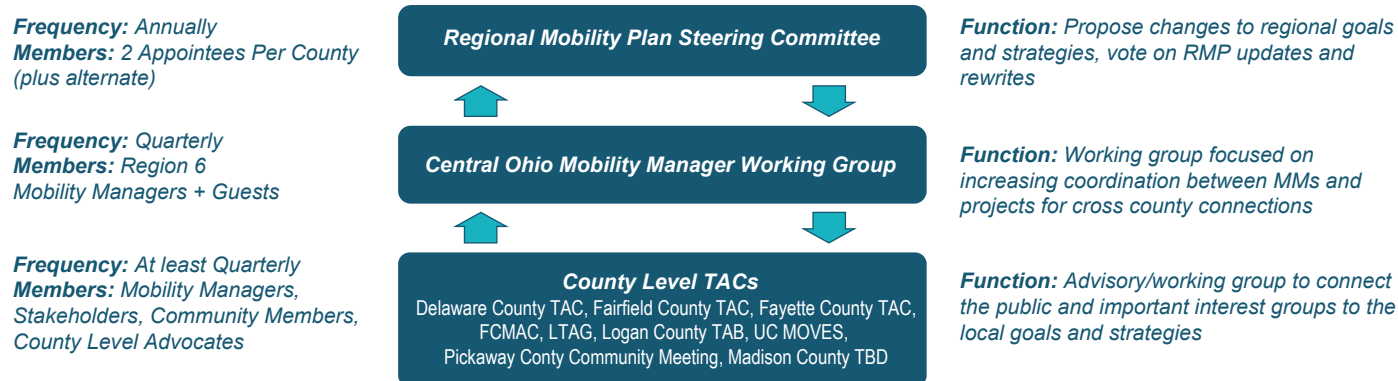 Frequency: Annually
Members: 2 Appointees Per County
(plus alternate)
Regional Mobility Plan Steering Committee
Function: Propose changes to regional goals
and strategies, vote on RMP updates and
rewrites
Frequency: Quarterly
Members: Region 6
Mobility Managers + Guests
Central Ohio Mobility Manager Working Group
Function: Working group focused on
increasing coordination between MMs and
projects for cross county connections
Frequency: At least Quarterly
Members: Mobility Managers,
Stakeholders, Community Members,
County Level Advocates
County Level TACs
Delaware County TAC, Fairfield County TAC, Fayette County TAC,
FCMAC, LTAG, Logan County TAB, UC MOVES,
Pickaway Conty Community Meeting, Madison County TBD
Function: Advisory/working group to connect
the public and important interest groups to the
local goals and strategies